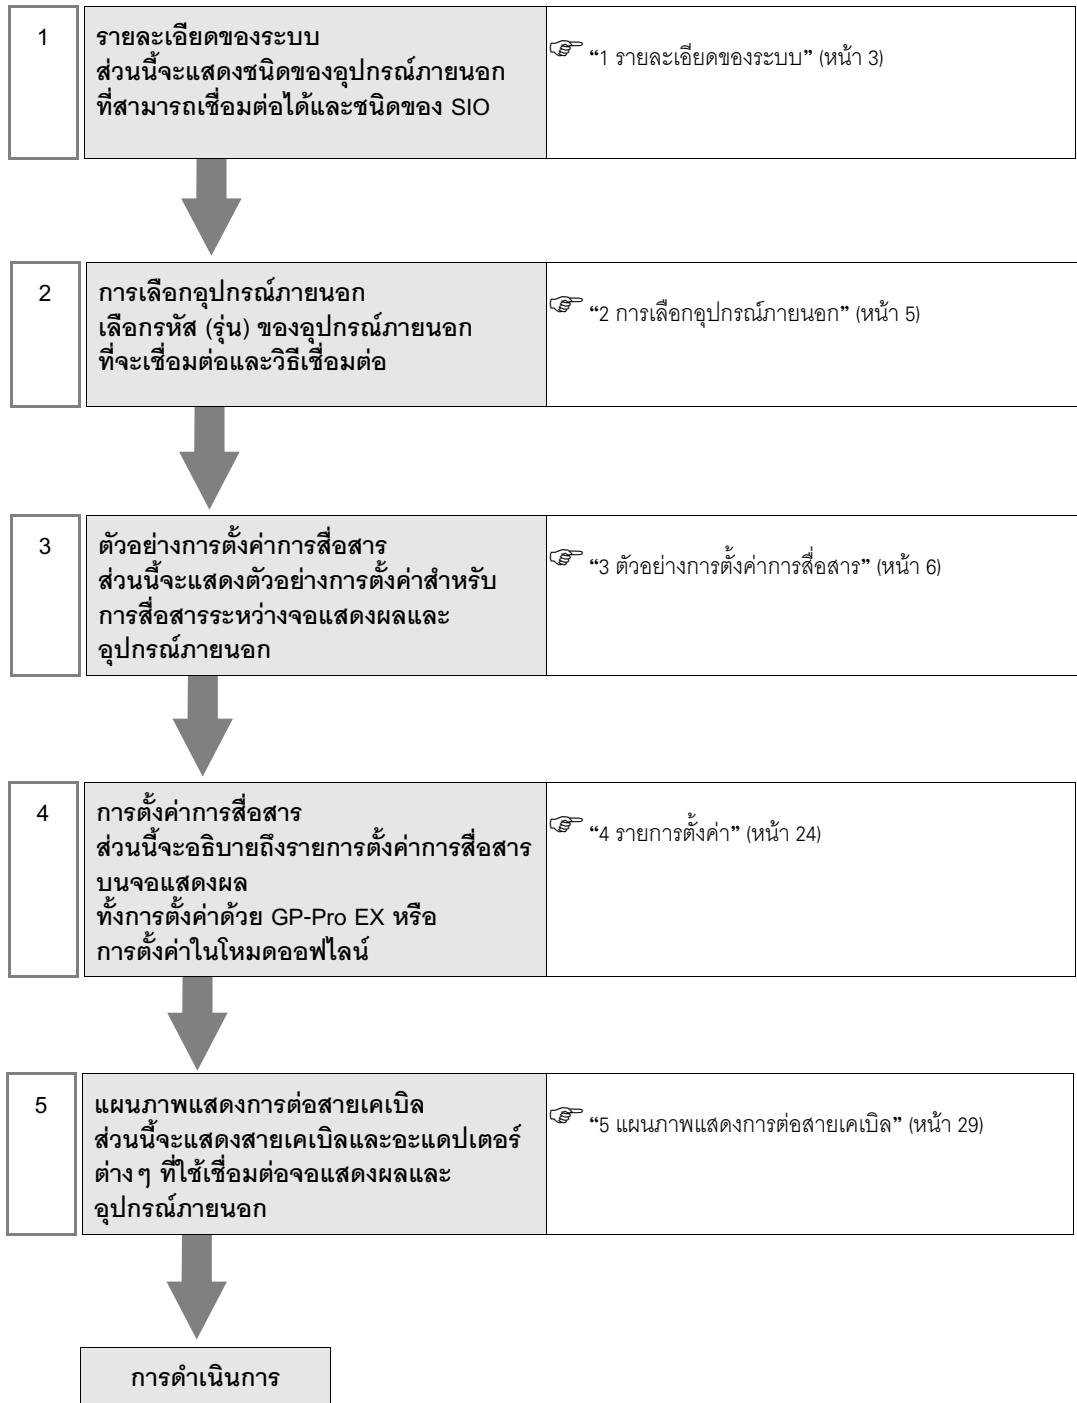 1
รายละเอียดของระบบ
ส่วนนี้จะแสดงชนิดของอุปกรณ์ภายนอก
ที่สามารถเชื่อมต่อได้และชนิดของ SIO
“1 รายละเอียดของระบบ” (หน้า 3)
2
การเลือกอุปกรณ์ภายนอก
เลือกรหัส (รุ่น) ของอุปกรณ์ภายนอก
ที่จะเชื่อมต่อและวิธีเชื่อมต่อ
“2 การเลือกอุปกรณ์ภายนอก” (หน้า 5)
3
ตัวอย่างการตั้งค่าการสื่อสาร
ส่วนนี้จะแสดงตัวอย่างการตั้งค่าสำหรับ
การสื่อสารระหว่างจอแสดงผลและ
อุปกรณ์ภายนอก
“3 ตัวอย่างการตั้งค่าการสื่อสาร” (หน้า 6)
4
การตั้งค่าการสื่อสาร
ส่วนนี้จะอธิบายถึงรายการตั้งค่าการสื่อสาร
บนจอแสดงผล
ทั้งการตั้งค่าด้วย GP-Pro EX หรือ
การตั้งค่าในโหมดออฟไลน์
“4 รายการตั้งค่า” (หน้า 24)
5
แผนภาพแสดงการต่อสายเคเบิล
ส่วนนี้จะแสดงสายเคเบิลและอะแดปเตอร์
ต่างๆ ที่ใช้เชื่อมต่อจอแสดงผลและ
อุปกรณ์ภายนอก
“5 แผนภาพแสดงการต่อสายเคเบิล” (หน้า 29)
การดำเนินการ